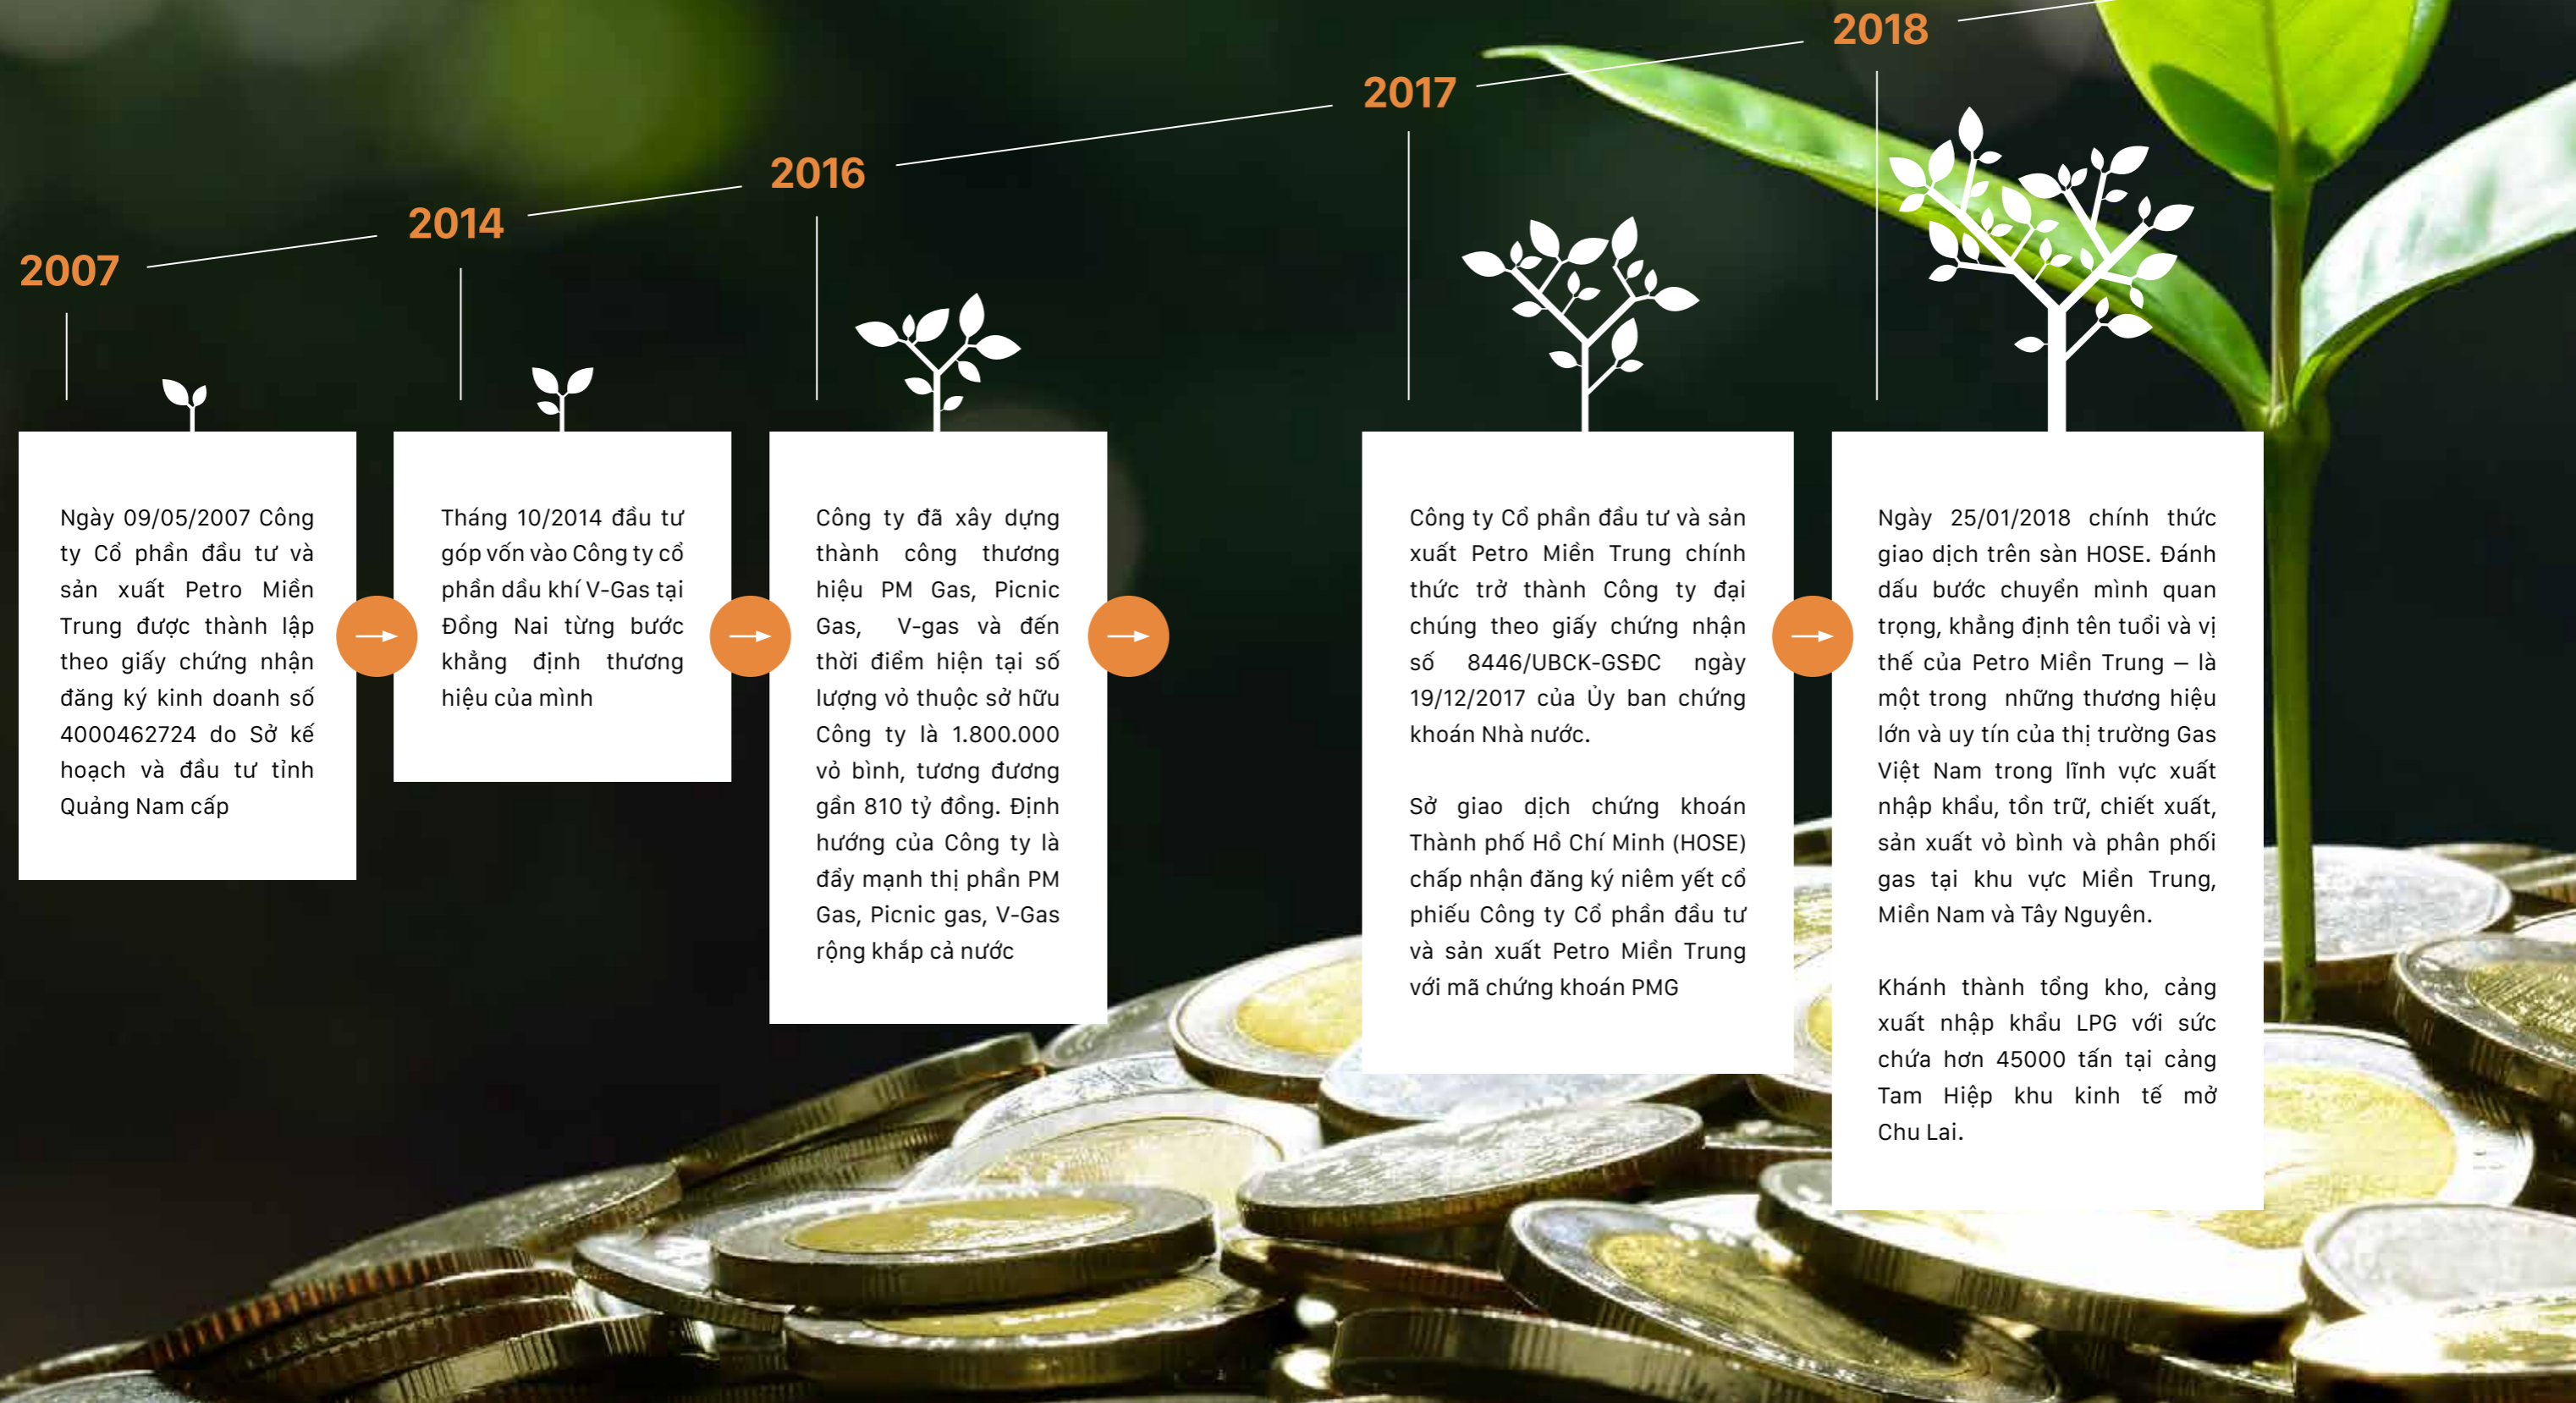 2007
Ngày 09/05/2007 Công
ty Cổ phần đầu tư và
sản xuất Petro Miền
Trung được thành lập
theo giấy chứng nhận
đăng ký kinh doanh số
4000462724 do Sở kế
hoạch và đầu tư tỉnh
Quảng Nam cấp
2014
Tháng 10/2014 đầu tư
góp vốn vào Công ty cổ
phần dầu khí V-Gas tại
Đồng Nai từng bước
khẳng định thương
hiệu của mình
2016
Công ty đã xây dựng
thành công thương
hiệu PM Gas, Picnic
Gas, V-gas và đến
thời điểm hiện tại số
lượng vỏ thuộc sở hữu
Công ty là 1.800.000
vỏ bình, tương đương
gần 810 tỷ đồng. Định
hướng của Công ty là
đẩy mạnh thị phần PM
Gas, Picnic gas, V-Gas
rộng khắp cả nước
2017
Công ty Cổ phần đầu tư và sản
xuất Petro Miền Trung chính
thức trở thành Công ty đại
chúng theo giấy chứng nhận
số 8446/UBCK-GSĐC ngày
19/12/2017 của Ủy ban chứng
khoán Nhà nước.
Sở giao dịch chứng khoán
Thành phố Hồ Chí Minh (HOSE)
chấp nhận đăng ký niêm yết cổ
phiếu Công ty Cổ phần đầu tư
và sản xuất Petro Miền Trung
với mã chứng khoán PMG
2018
Ngày 25/01/2018 chính thức
giao dịch trên sàn HOSE. Đánh
dấu bước chuyển mình quan
trọng, khẳng định tên tuổi và vị
thế của Petro Miền Trung – là
một trong những thương hiệu
lớn và uy tín của thị trường Gas
Việt Nam trong lĩnh vực xuất
nhập khẩu, tồn trữ, chiết xuất,
sản xuất vỏ bình và phân phối
gas tại khu vực Miền Trung,
Miền Nam và Tây Nguyên.
Khánh thành tổng kho, cảng
xuất nhập khẩu LPG với sức
chứa hơn 45000 tấn tại cảng
Tam Hiệp khu kinh tế mở
Chu Lai.